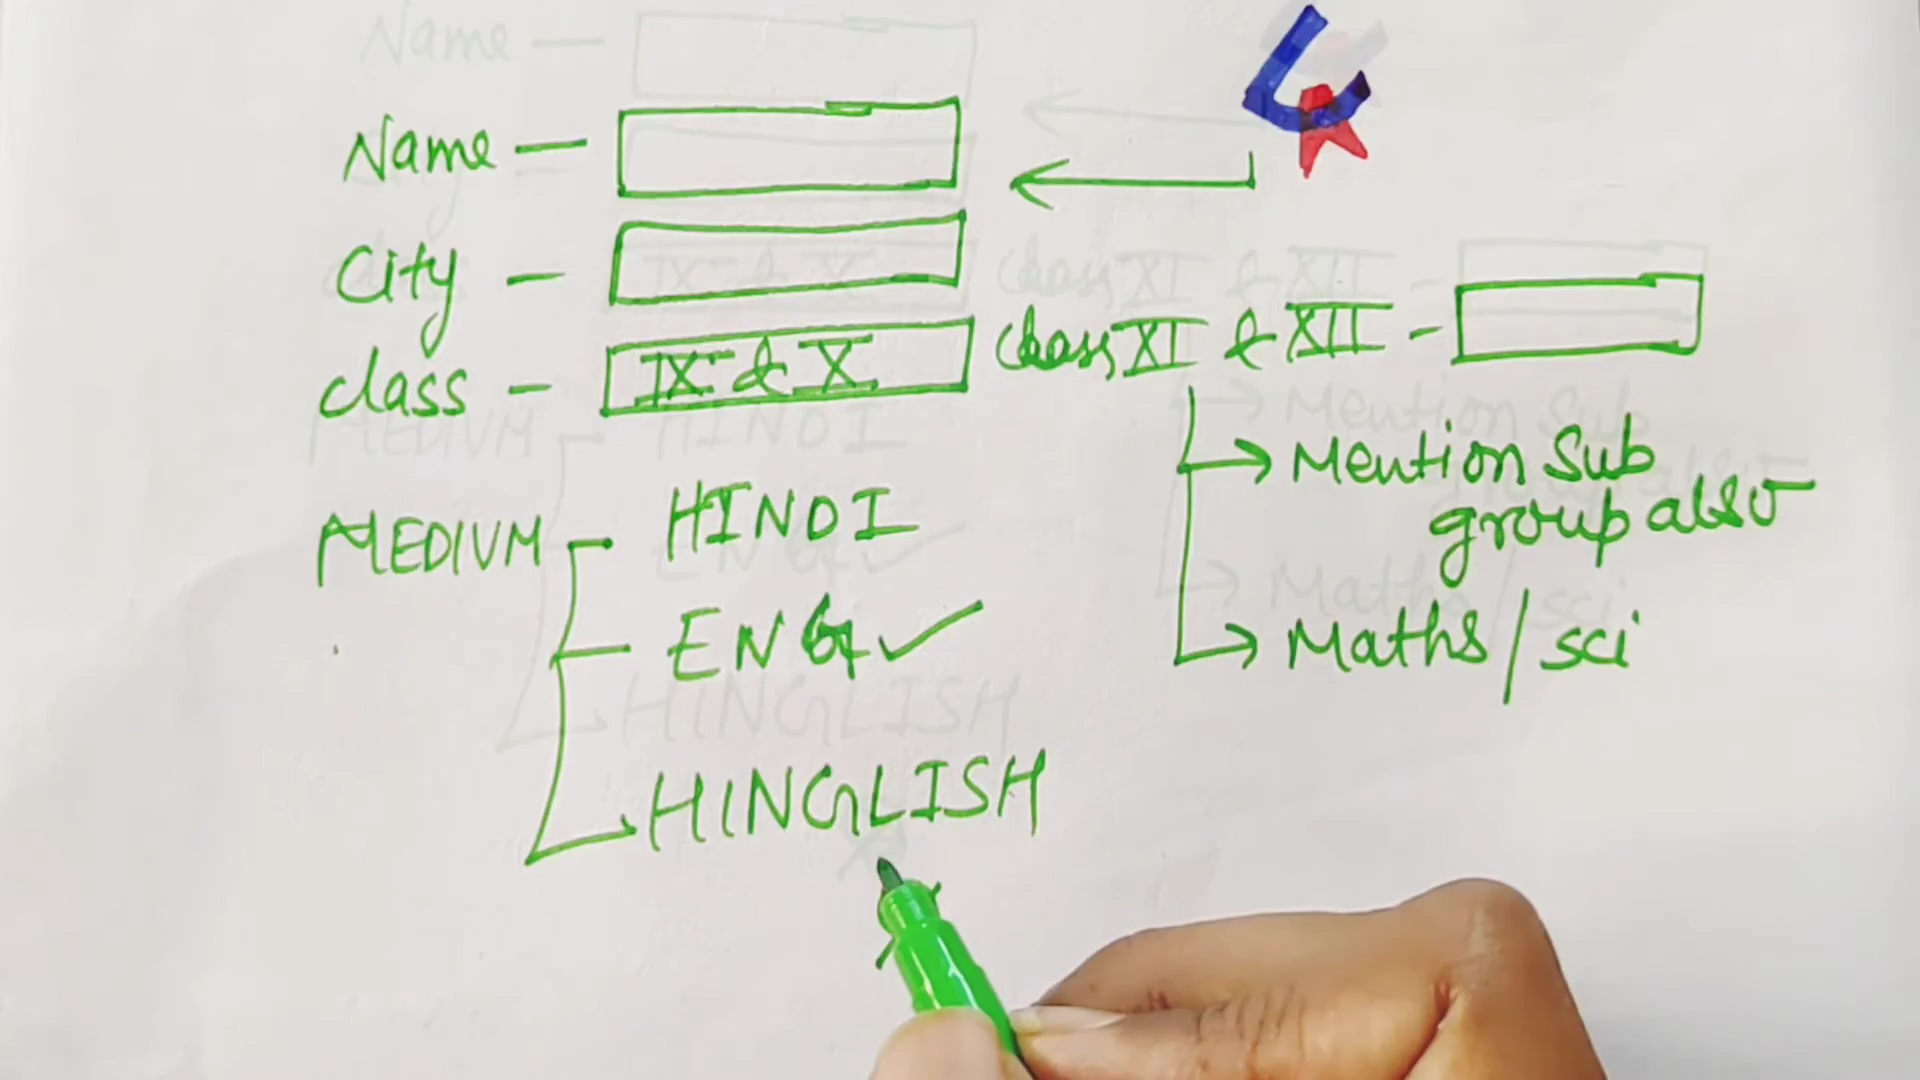 Name —
City —
class — IX & X
class XI & XII -
Mention Sub
group also
Maths / sci
MEDIUM - HINDI
ENG ✓
HINGLISH